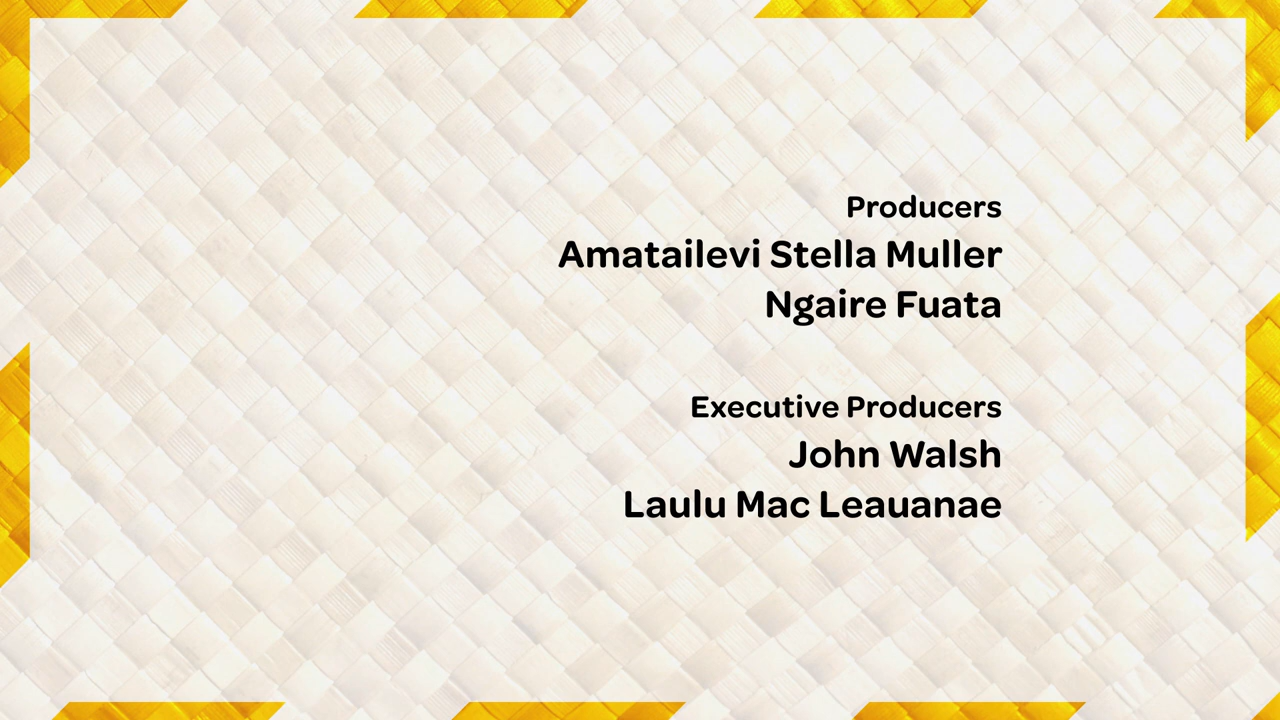 Producers
Amatailevi Stella Muller
Ngaire Fuata
Executive Producers
John Walsh
Laulu Mac Leauanae